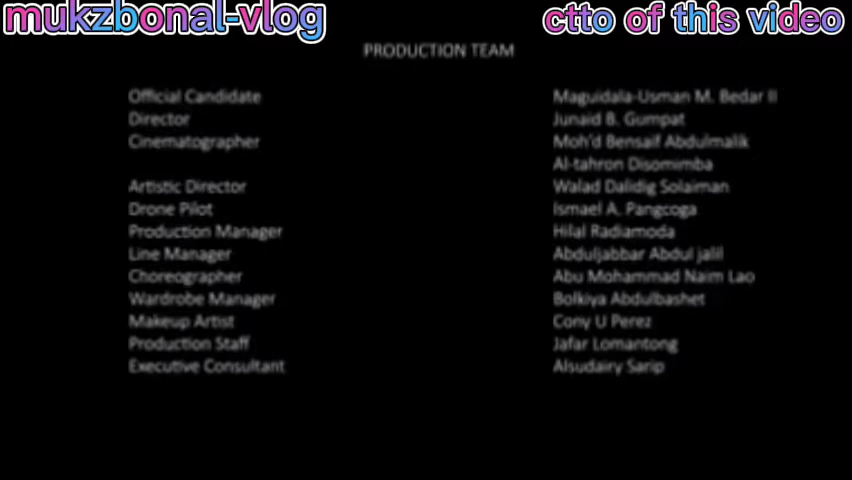 mukzbonal-vlog
ctto of this video
PRODUCTION TEAM
Official Candidate Maguidala-Usman M. Bedar II
Director Junaid B. Gumpat
Cinematographer Moh'd Bensaif Abdulmalik
Al-tahron Disomimba
Artistic Director Walad Dalidig Solaiman
Drone Pilot Ismael A. Pangcoga
Production Manager Hilal Radiamoda
Line Manager Abduljabbar Abdul jalil
Choreographer Abu Mohammad Naim Lao
Wardrobe Manager Bolkiya Abdulbashet
Makeup Artist Cony U Perez
Production Staff Jafar Lomantong
Executive Consultant Alsudairy Sarip